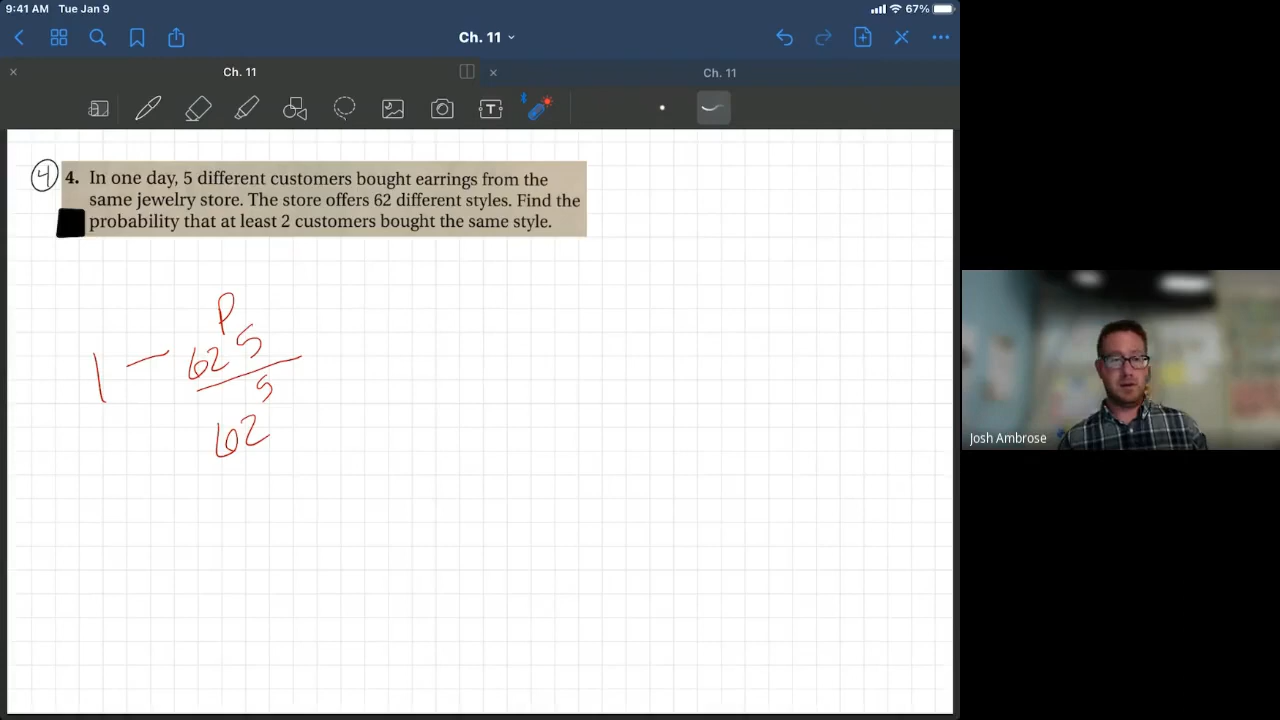 9:41 AM Tue Jan 9 67%
Ch. 11
Ch. 11 Ch. 11
T
4 4. In one day, 5 different customers bought earrings from the
same jewelry store. The store offers 62 different styles. Find the
probability that at least 2 customers bought the same style.
P
1 — 62 5
5
62
Josh Ambrose